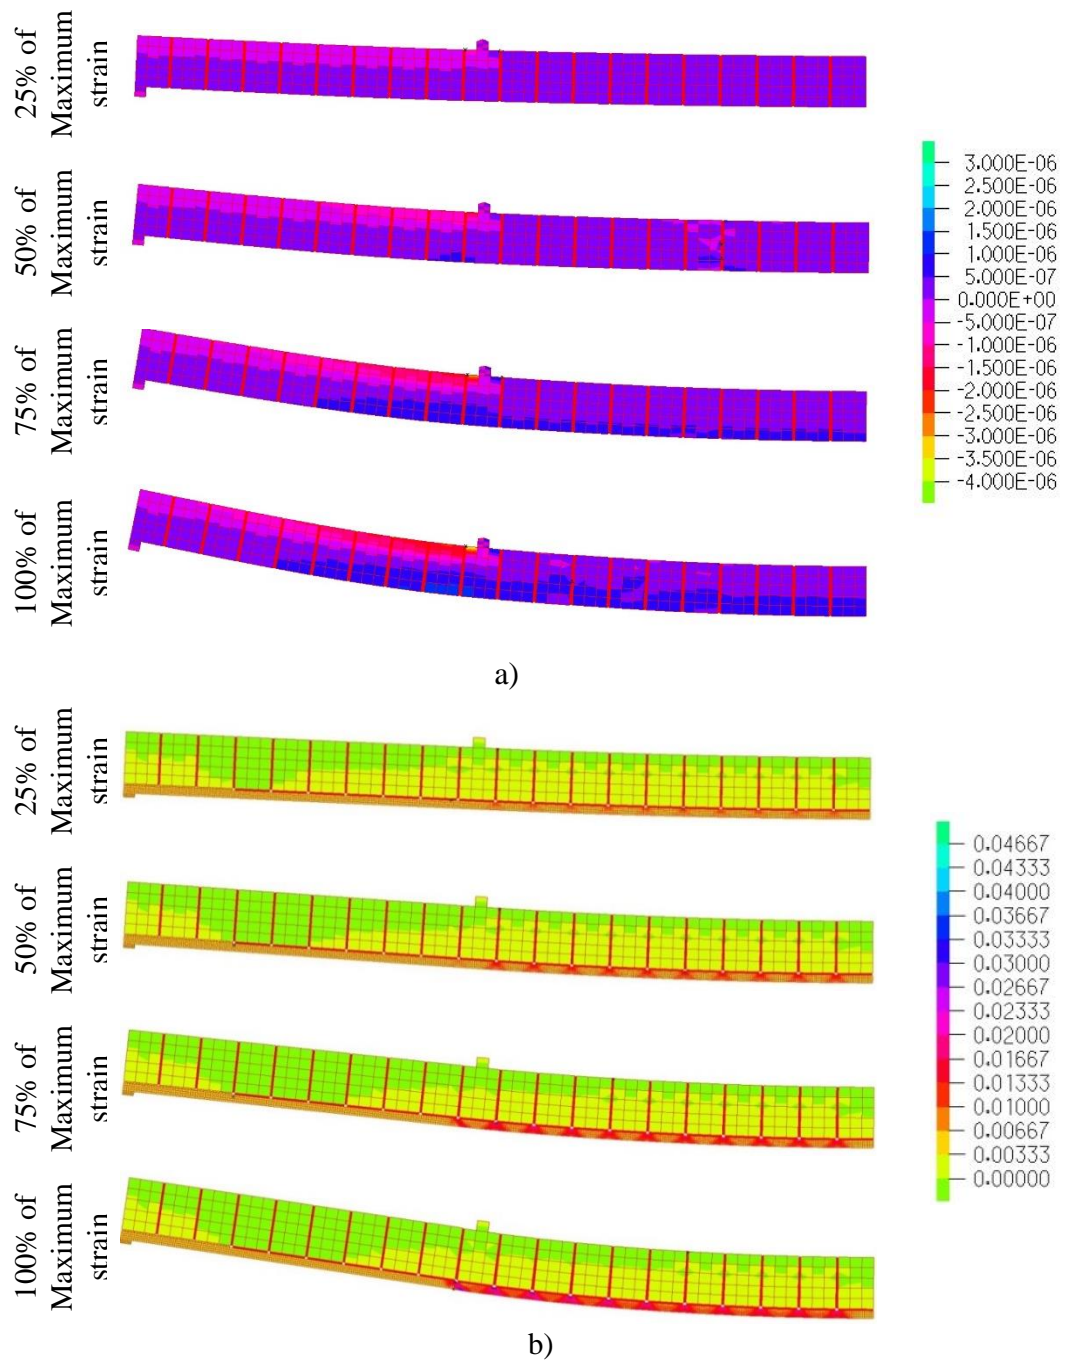 25% of
Maximum
strain
50% of
Maximum
strain
75% of
Maximum
strain
100% of
Maximum
strain
3.000E-06
2.500E-06
2.000E-06
1.500E-06
1.000E-06
5.000E-07
0.000E+00
-5.000E-07
-1.000E-06
-1.500E-06
-2.000E-06
-2.500E-06
-3.000E-06
-3.500E-06
-4.000E-06
a)
25% of
Maximum
strain
50% of
Maximum
strain
75% of
Maximum
strain
100% of
Maximum
strain
0.04667
0.04333
0.04000
0.03667
0.03333
0.03000
0.02667
0.02333
0.02000
0.01667
0.01333
0.01000
0.00667
0.00333
0.00000
b)